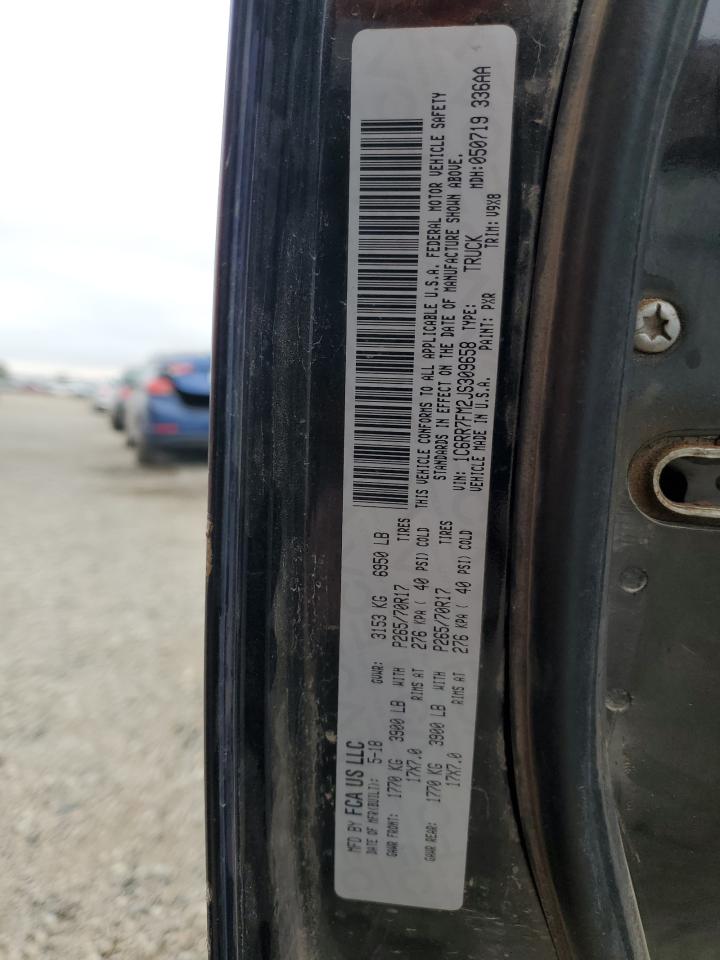 MFD BY FCA US LLC
DATE OF MFR(BUILT): 5-18 GVWR: 3153 KG 6950 LB
GAWR FRONT: 1770 KG 3900 LB WITH P265/70R17 TIRES
17X7.0 RIMS AT 276 KPA ( 40 PSI) COLD
GAWR REAR: 1770 KG 3900 LB WITH P265/70R17 TIRES
17X7.0 RIMS AT 276 KPA ( 40 PSI) COLD
THIS VEHICLE CONFORMS TO ALL APPLICABLE U.S.A. FEDERAL MOTOR VEHICLE SAFETY
STANDARDS IN EFFECT ON THE DATE OF MANUFACTURE SHOWN ABOVE.
VIN: 1C6RR7FM2JS309658 TYPE: TRUCK MDH:050719 336AA
VEHICLE MADE IN U.S.A. PAINT: PXR TRIM: V9X8